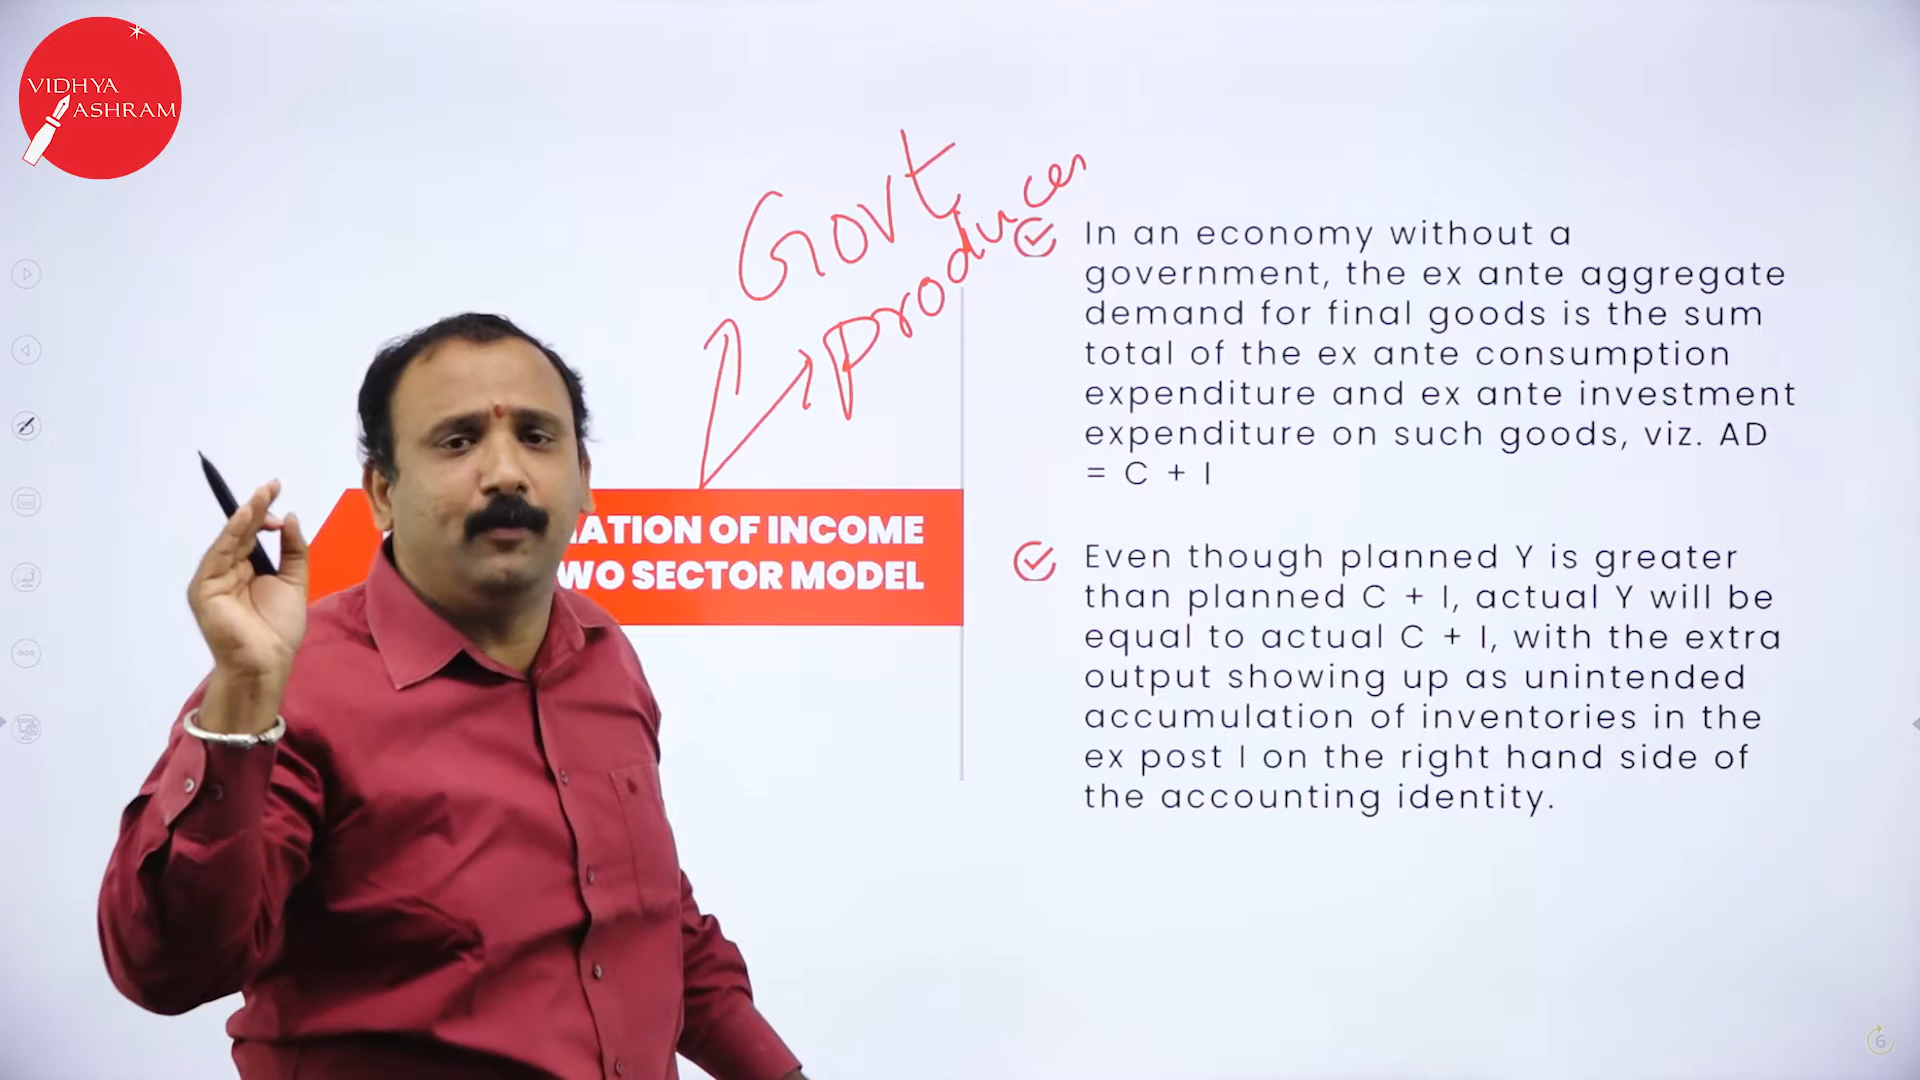 VIDHYA
ASHRAM
Govt
producer
In an economy without a
government, the ex ante aggregate
demand for final goods is the sum
total of the ex ante consumption
expenditure and ex ante investment
expenditure on such goods, viz. AD
= C + I
ATION OF INCOME
WO SECTOR MODEL
Even though planned Y is greater
than planned C + I, actual Y will be
equal to actual C + I, with the extra
output showing up as unintended
accumulation of inventories in the
ex post I on the right hand side of
the accounting identity.
6